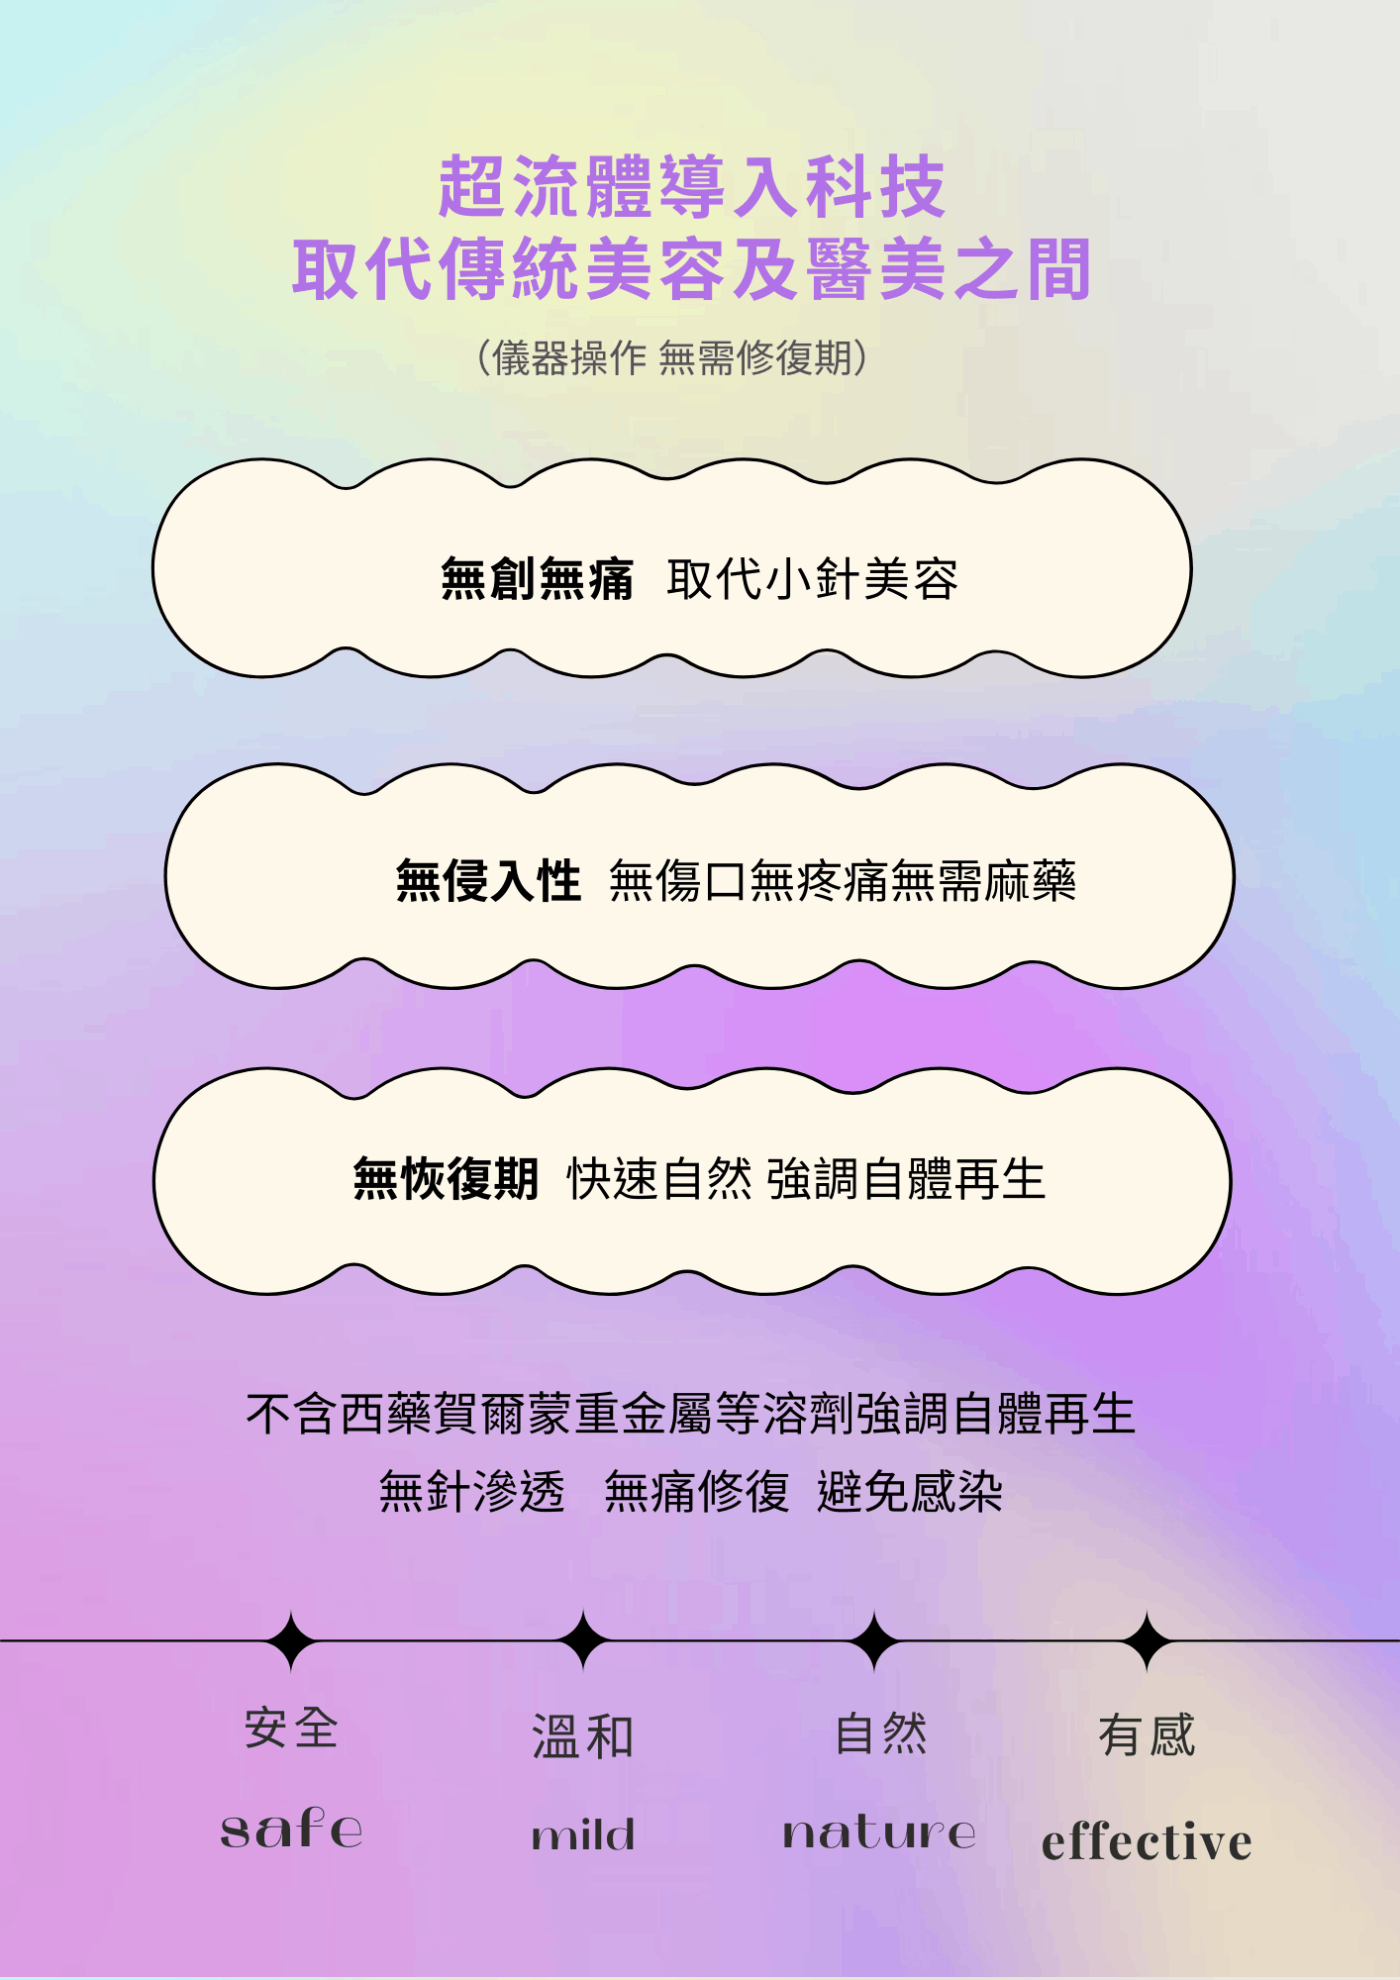 超流體導入科技
取代傳統美容及醫美之間
（儀器操作 無需修復期）
無創無痛 取代小針美容
無侵入性 無傷口無疼痛無需麻藥
無恢復期 快速自然 強調自體再生
不含西藥賀爾蒙重金屬等溶劑強調自體再生
無針滲透 無痛修復 避免感染
安全 溫和 自然 有感
safe mild nature effective